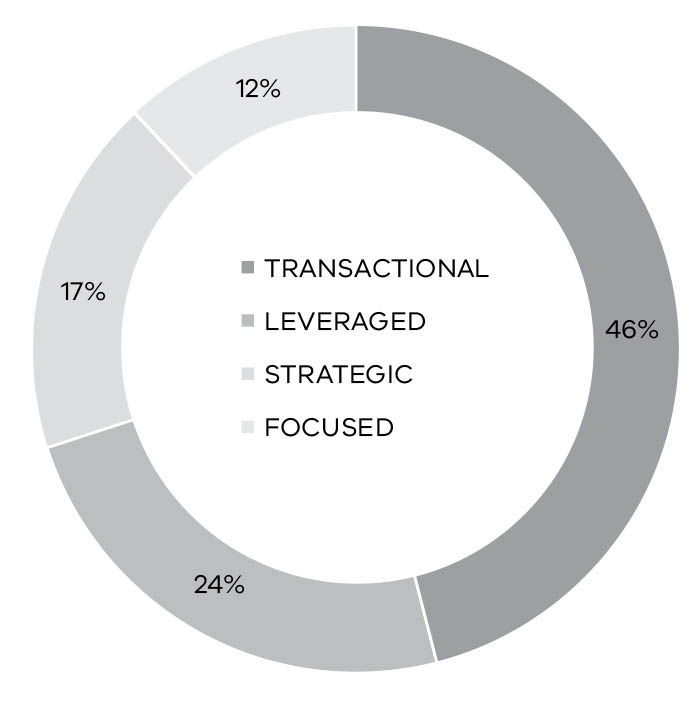 12%
17%
46%
24%
TRANSACTIONAL
LEVERAGED
STRATEGIC
FOCUSED